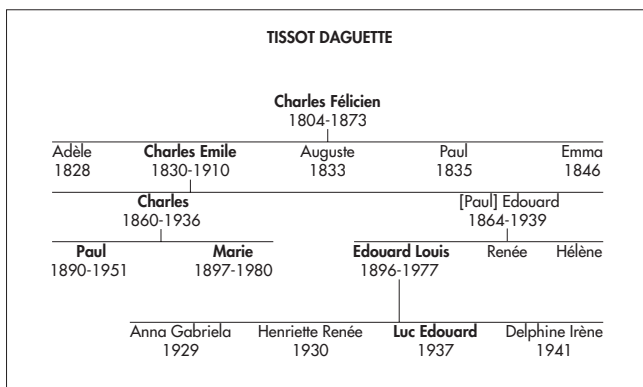 TISSOT DAGUETTE
Charles Félicien
1804-1873
Adèle Charles Emile Auguste Paul Emma
1828 1830-1910 1833 1835 1846
Charles [Paul] Edouard
1860-1936 1864-1939
Paul Marie Edouard Louis Renée Hélène
1890-1951 1897-1980 1896-1977
Anna Gabriela Henriette Renée Luc Edouard Delphine Irène
1929 1930 1937 1941